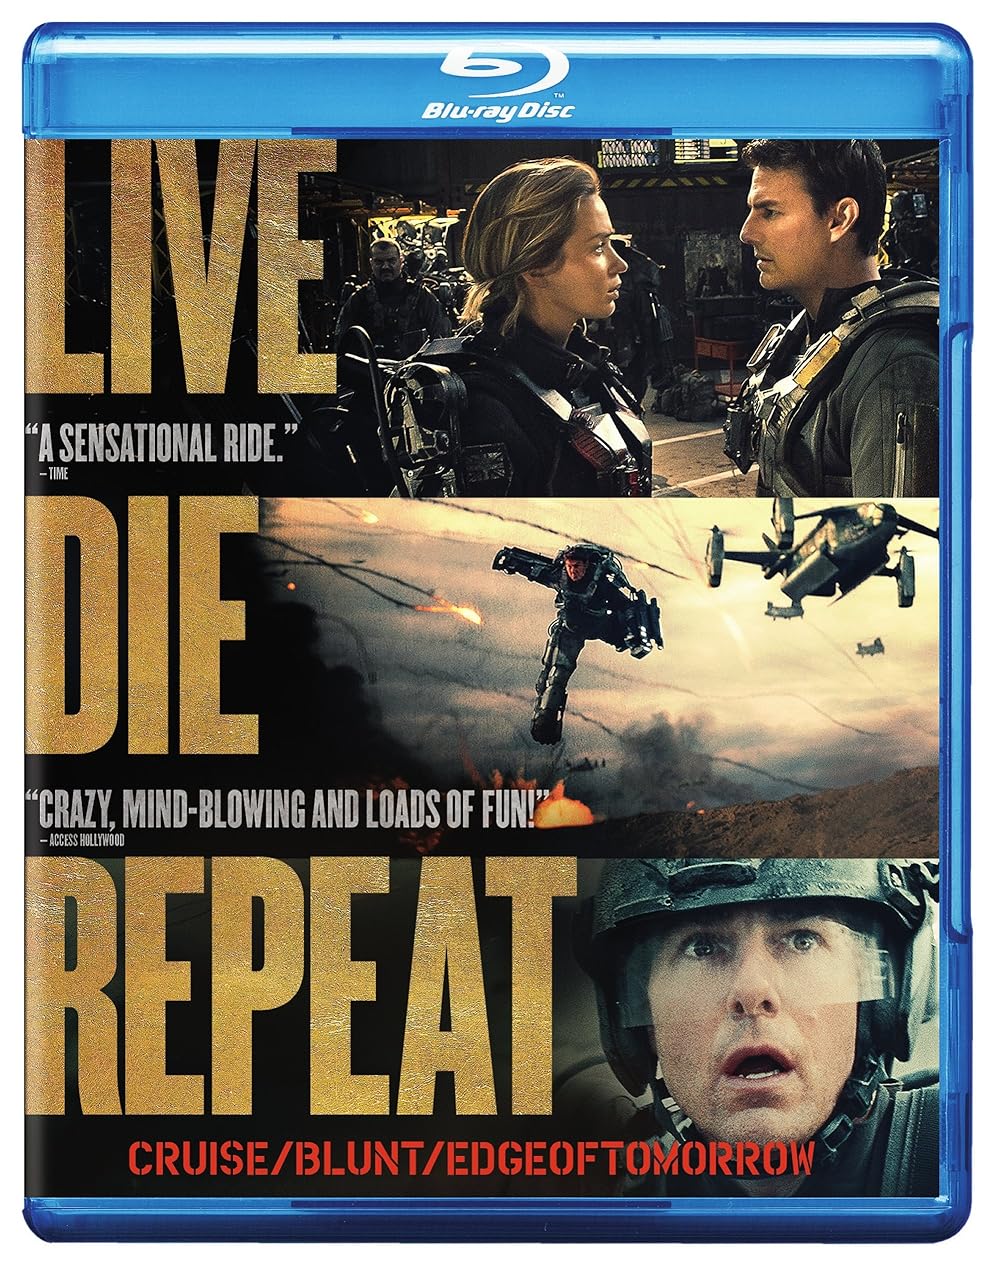 Blu-ray Disc™
LIVE
“A SENSATIONAL RIDE.”
– TIME
DIE
“CRAZY, MIND-BLOWING AND LOADS OF FUN!”
– ACCESS HOLLYWOOD
REPEAT
CRUISE/BLUNT/EDGEOFTOMORROW